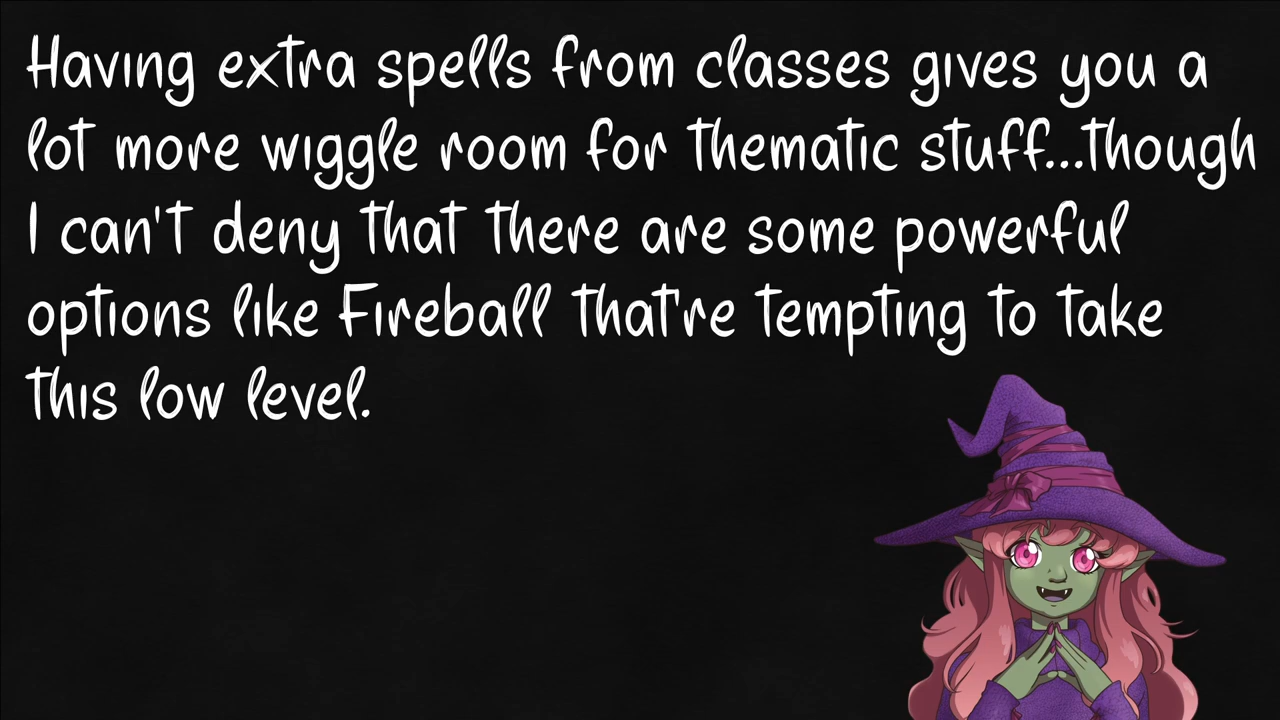 Having extra spells from classes gives you a
lot more wiggle room for thematic stuff...though
I can't deny that there are some powerful
options like Fireball that're tempting to take
this low level.